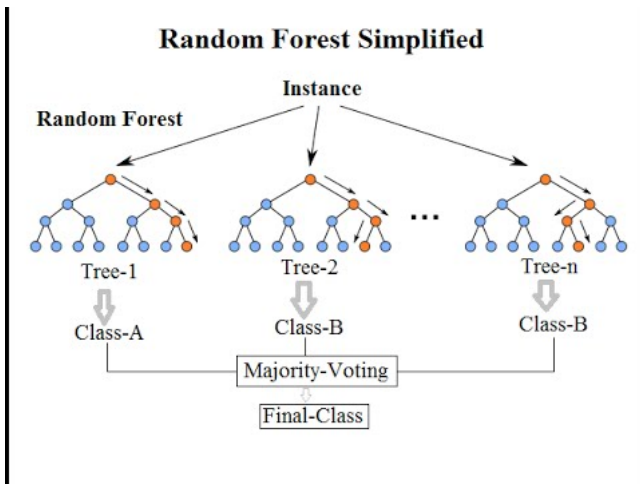 Random Forest Simplified
Instance
Random Forest
...
Tree-1
Tree-2
Tree-n
Class-A
Class-B
Class-B
Majority-Voting
Final-Class